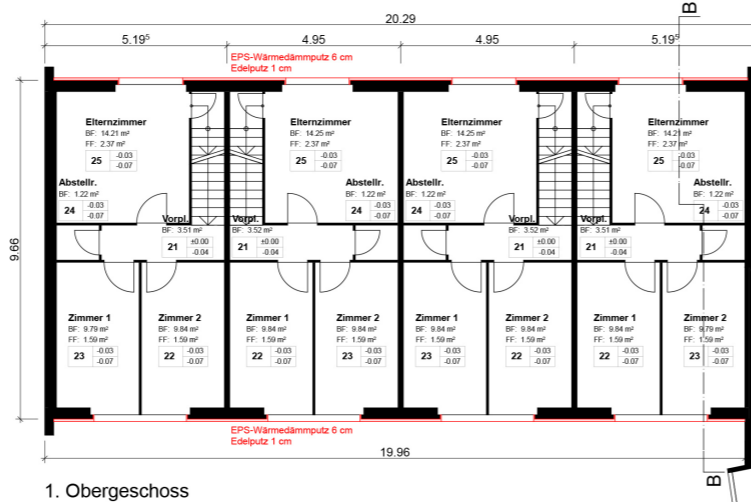 B
20.29
5.19⁵ 4.95 4.95 5.19⁵
EPS-Wärmedämmputz 6 cm
Edelputz 1 cm
9.66
Elternzimmer
BF: 14.21 m²
FF: 2.37 m²
25 -0.03
-0.07
Elternzimmer
BF: 14.25 m²
FF: 2.37 m²
25 -0.03
-0.07
Elternzimmer
BF: 14.25 m²
FF: 2.37 m²
25 -0.03
-0.07
Elternzimmer
BF: 14.21 m²
FF: 2.37 m²
25 -0.03
-0.07
Abstellr.
BF: 1.22 m²
24 -0.03
-0.07
Abstellr.
BF: 1.22 m²
24 -0.03
-0.07
Abstellr.
BF: 1.22 m²
24 -0.03
-0.07
Abstellr.
BF: 1.22 m²
24 -0.03
-0.07
Vorpl.
BF: 3.51 m²
21 ±0.00
-0.04
Vorpl.
BF: 3.52 m²
21 ±0.00
-0.04
Vorpl.
BF: 3.52 m²
21 ±0.00
-0.04
Vorpl.
BF: 3.51 m²
21 ±0.00
-0.04
Zimmer 1
BF: 9.79 m²
FF: 1.59 m²
23 -0.03
-0.07
Zimmer 2
BF: 9.84 m²
FF: 1.59 m²
22 -0.03
-0.07
Zimmer 1
BF: 9.84 m²
FF: 1.59 m²
22 -0.03
-0.07
Zimmer 2
BF: 9.84 m²
FF: 1.59 m²
23 -0.03
-0.07
Zimmer 1
BF: 9.84 m²
FF: 1.59 m²
23 -0.03
-0.07
Zimmer 2
BF: 9.84 m²
FF: 1.59 m²
22 -0.03
-0.07
Zimmer 1
BF: 9.84 m²
FF: 1.59 m²
22 -0.03
-0.07
Zimmer 2
BF: 9.79 m²
FF: 1.59 m²
23 -0.03
-0.07
EPS-Wärmedämmputz 6 cm
Edelputz 1 cm
19.96
B
1. Obergeschoss